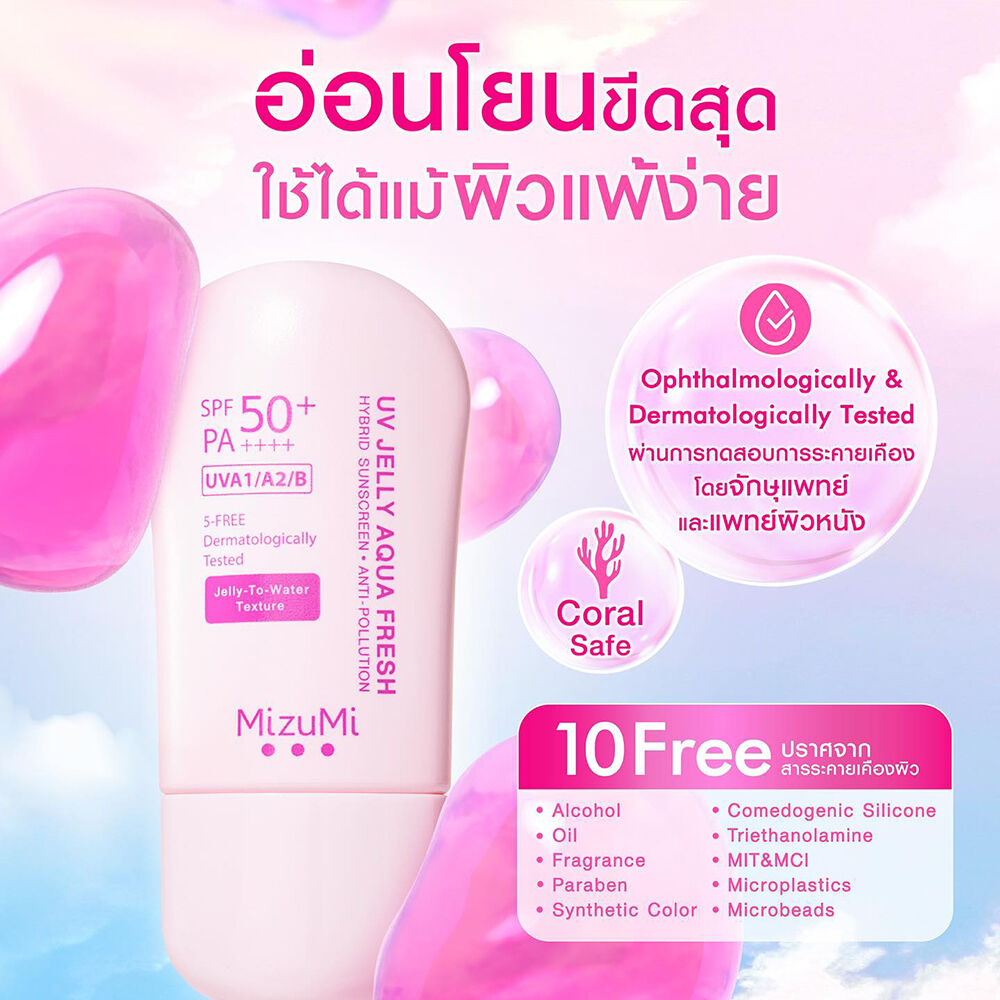 อ่อนโยนขีดสุด
ใช้ได้แม้ผิวแพ้ง่าย
Ophthalmologically &
Dermatologically Tested
ผ่านการทดสอบการระคายเคือง
โดยจักษุแพทย์
และแพทย์ผิวหนัง
SPF 50+
PA ++++
UVA1/A2/B
5-FREE
Dermatologically
Tested
Jelly-To-Water
Texture
UV JELLY AQUA FRESH
HYBRID SUNSCREEN • ANTI-POLLUTION
MizuMi
Coral
Safe
10 Free
ปราศจาก
สารระคายเคืองผิว
• Alcohol
• Oil
• Fragrance
• Paraben
• Synthetic Color
• Comedogenic Silicone
• Triethanolamine
• MIT&MCI
• Microplastics
• Microbeads